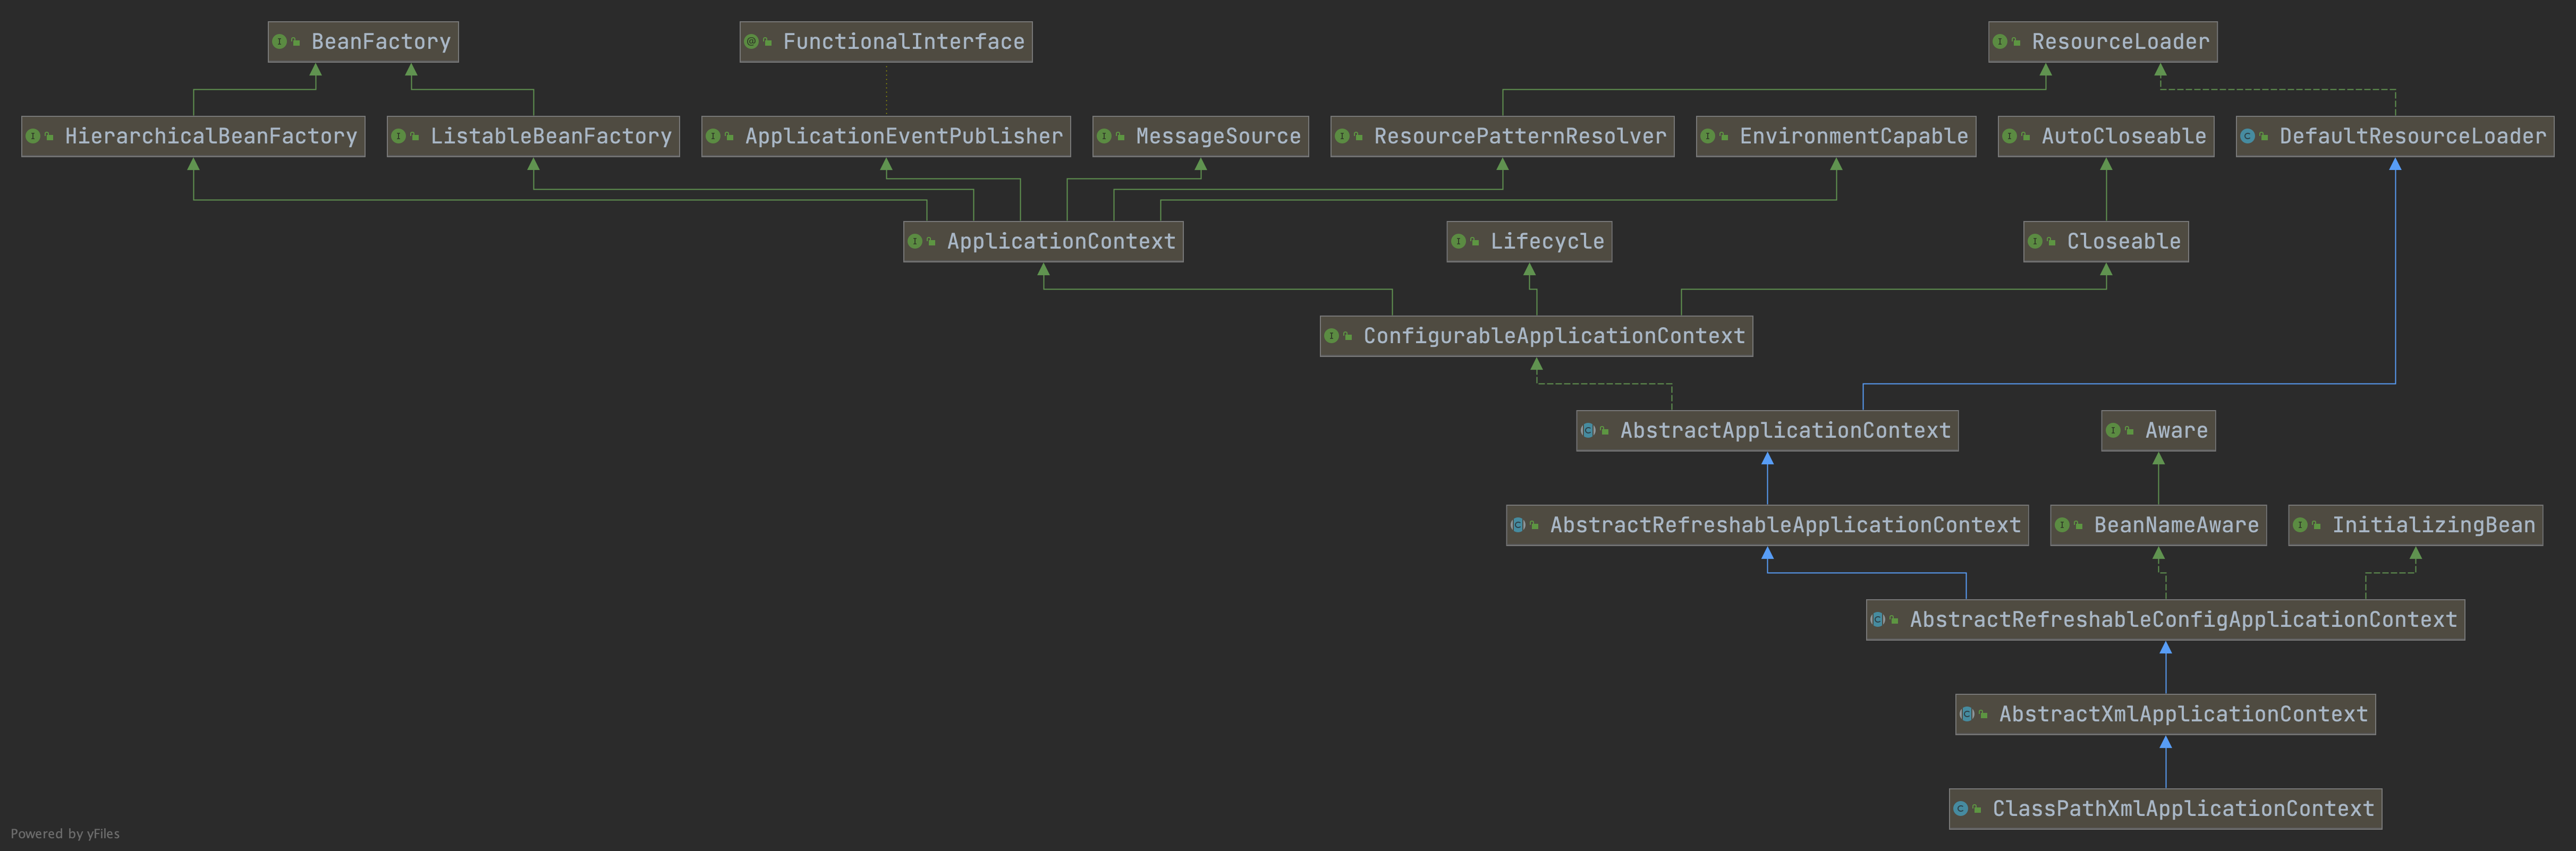 BeanFactory
FunctionalInterface
ResourceLoader
HierarchicalBeanFactory
ListableBeanFactory
ApplicationEventPublisher
MessageSource
ResourcePatternResolver
EnvironmentCapable
AutoCloseable
DefaultResourceLoader
ApplicationContext
Lifecycle
Closeable
ConfigurableApplicationContext
AbstractApplicationContext
Aware
AbstractRefreshableApplicationContext
BeanNameAware
InitializingBean
AbstractRefreshableConfigApplicationContext
AbstractXmlApplicationContext
ClassPathXmlApplicationContext
Powered by yFiles